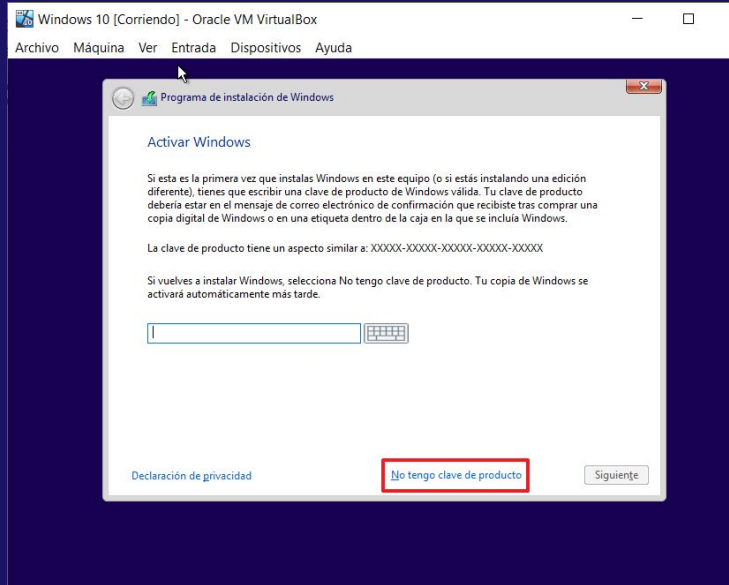 Windows 10 [Corriendo] - Oracle VM VirtualBox
Archivo Máquina Ver Entrada Dispositivos Ayuda
Programa de instalación de Windows
Activar Windows
Si esta es la primera vez que instalas Windows en este equipo (o si estás instalando una edición
diferente), tienes que escribir una clave de producto de Windows válida. Tu clave de producto
debería estar en el mensaje de correo electrónico de confirmación que recibiste tras comprar una
copia digital de Windows o en una etiqueta dentro de la caja en la que se incluía Windows.
La clave de producto tiene un aspecto similar a: XXXXX-XXXXX-XXXXX-XXXXX-XXXXX
Si vuelves a instalar Windows, selecciona No tengo clave de producto. Tu copia de Windows se
activará automáticamente más tarde.
Declaración de privacidad No tengo clave de producto Siguiente